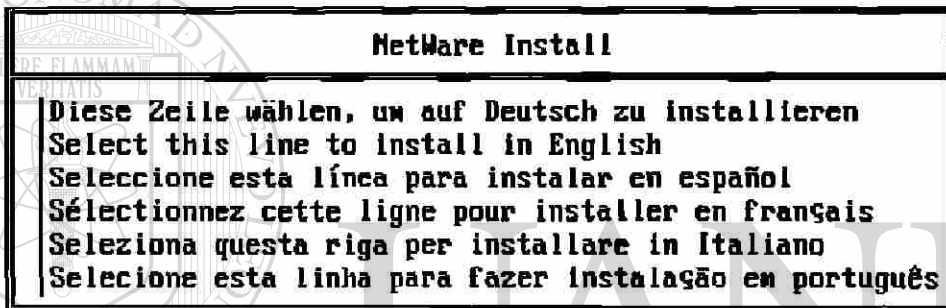 NetWare Install
Diese Zeile wählen, um auf Deutsch zu installieren
Select this line to install in English
Seleccione esta línea para instalar en español
Sélectionnez cette ligne pour installer en français
Seleziona questa riga per installare in Italiano
Selecione esta linha para fazer instalação em português